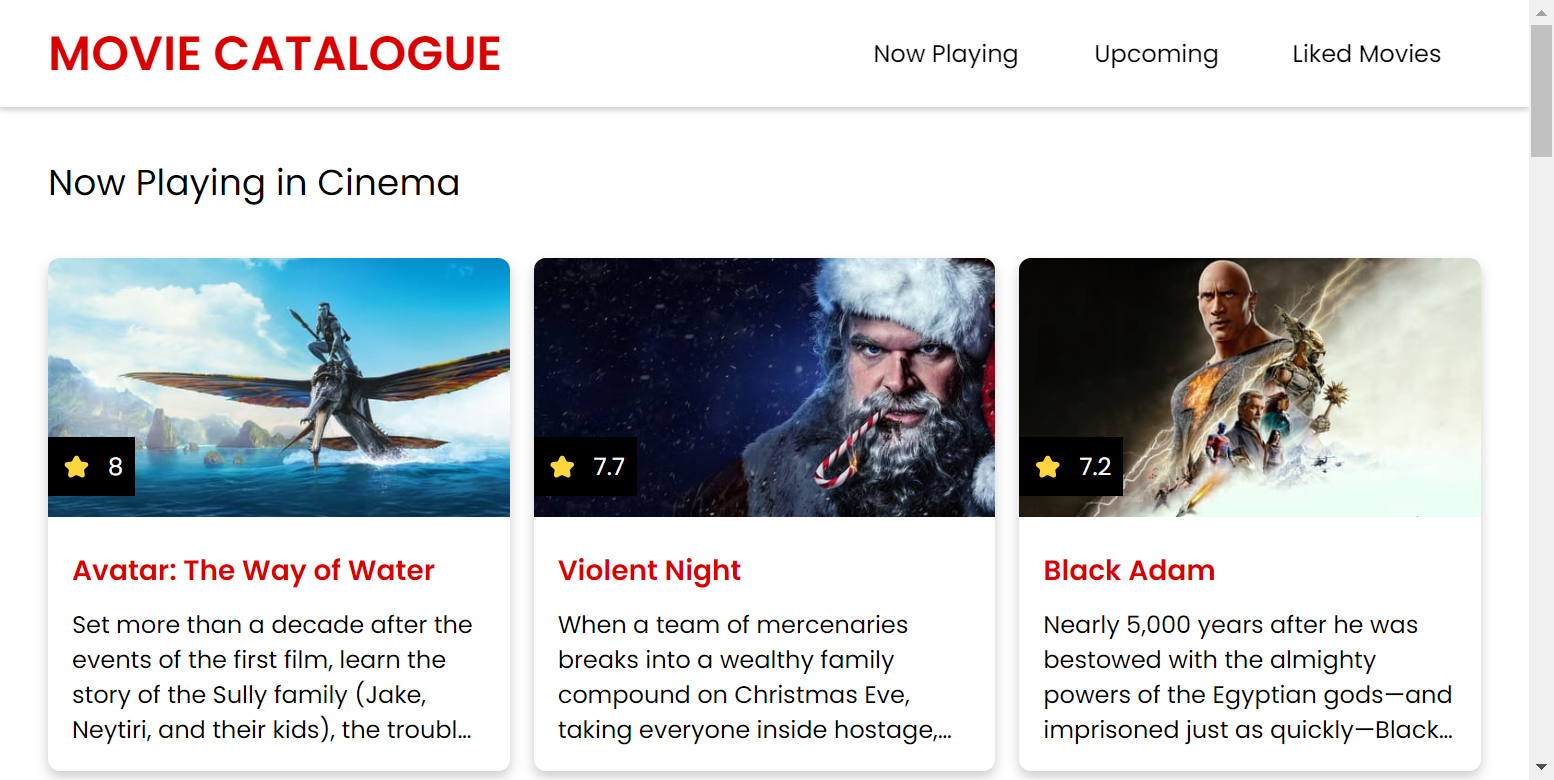 MOVIE CATALOGUE
Now Playing
Upcoming
Liked Movies
Now Playing in Cinema
8
7.7
7.2
Avatar: The Way of Water
Set more than a decade after the
events of the first film, learn the
story of the Sully family (Jake,
Neytiri, and their kids), the troubl...
Violent Night
When a team of mercenaries
breaks into a wealthy family
compound on Christmas Eve,
taking everyone inside hostage,...
Black Adam
Nearly 5,000 years after he was
bestowed with the almighty
powers of the Egyptian gods—and
imprisoned just as quickly—Black...